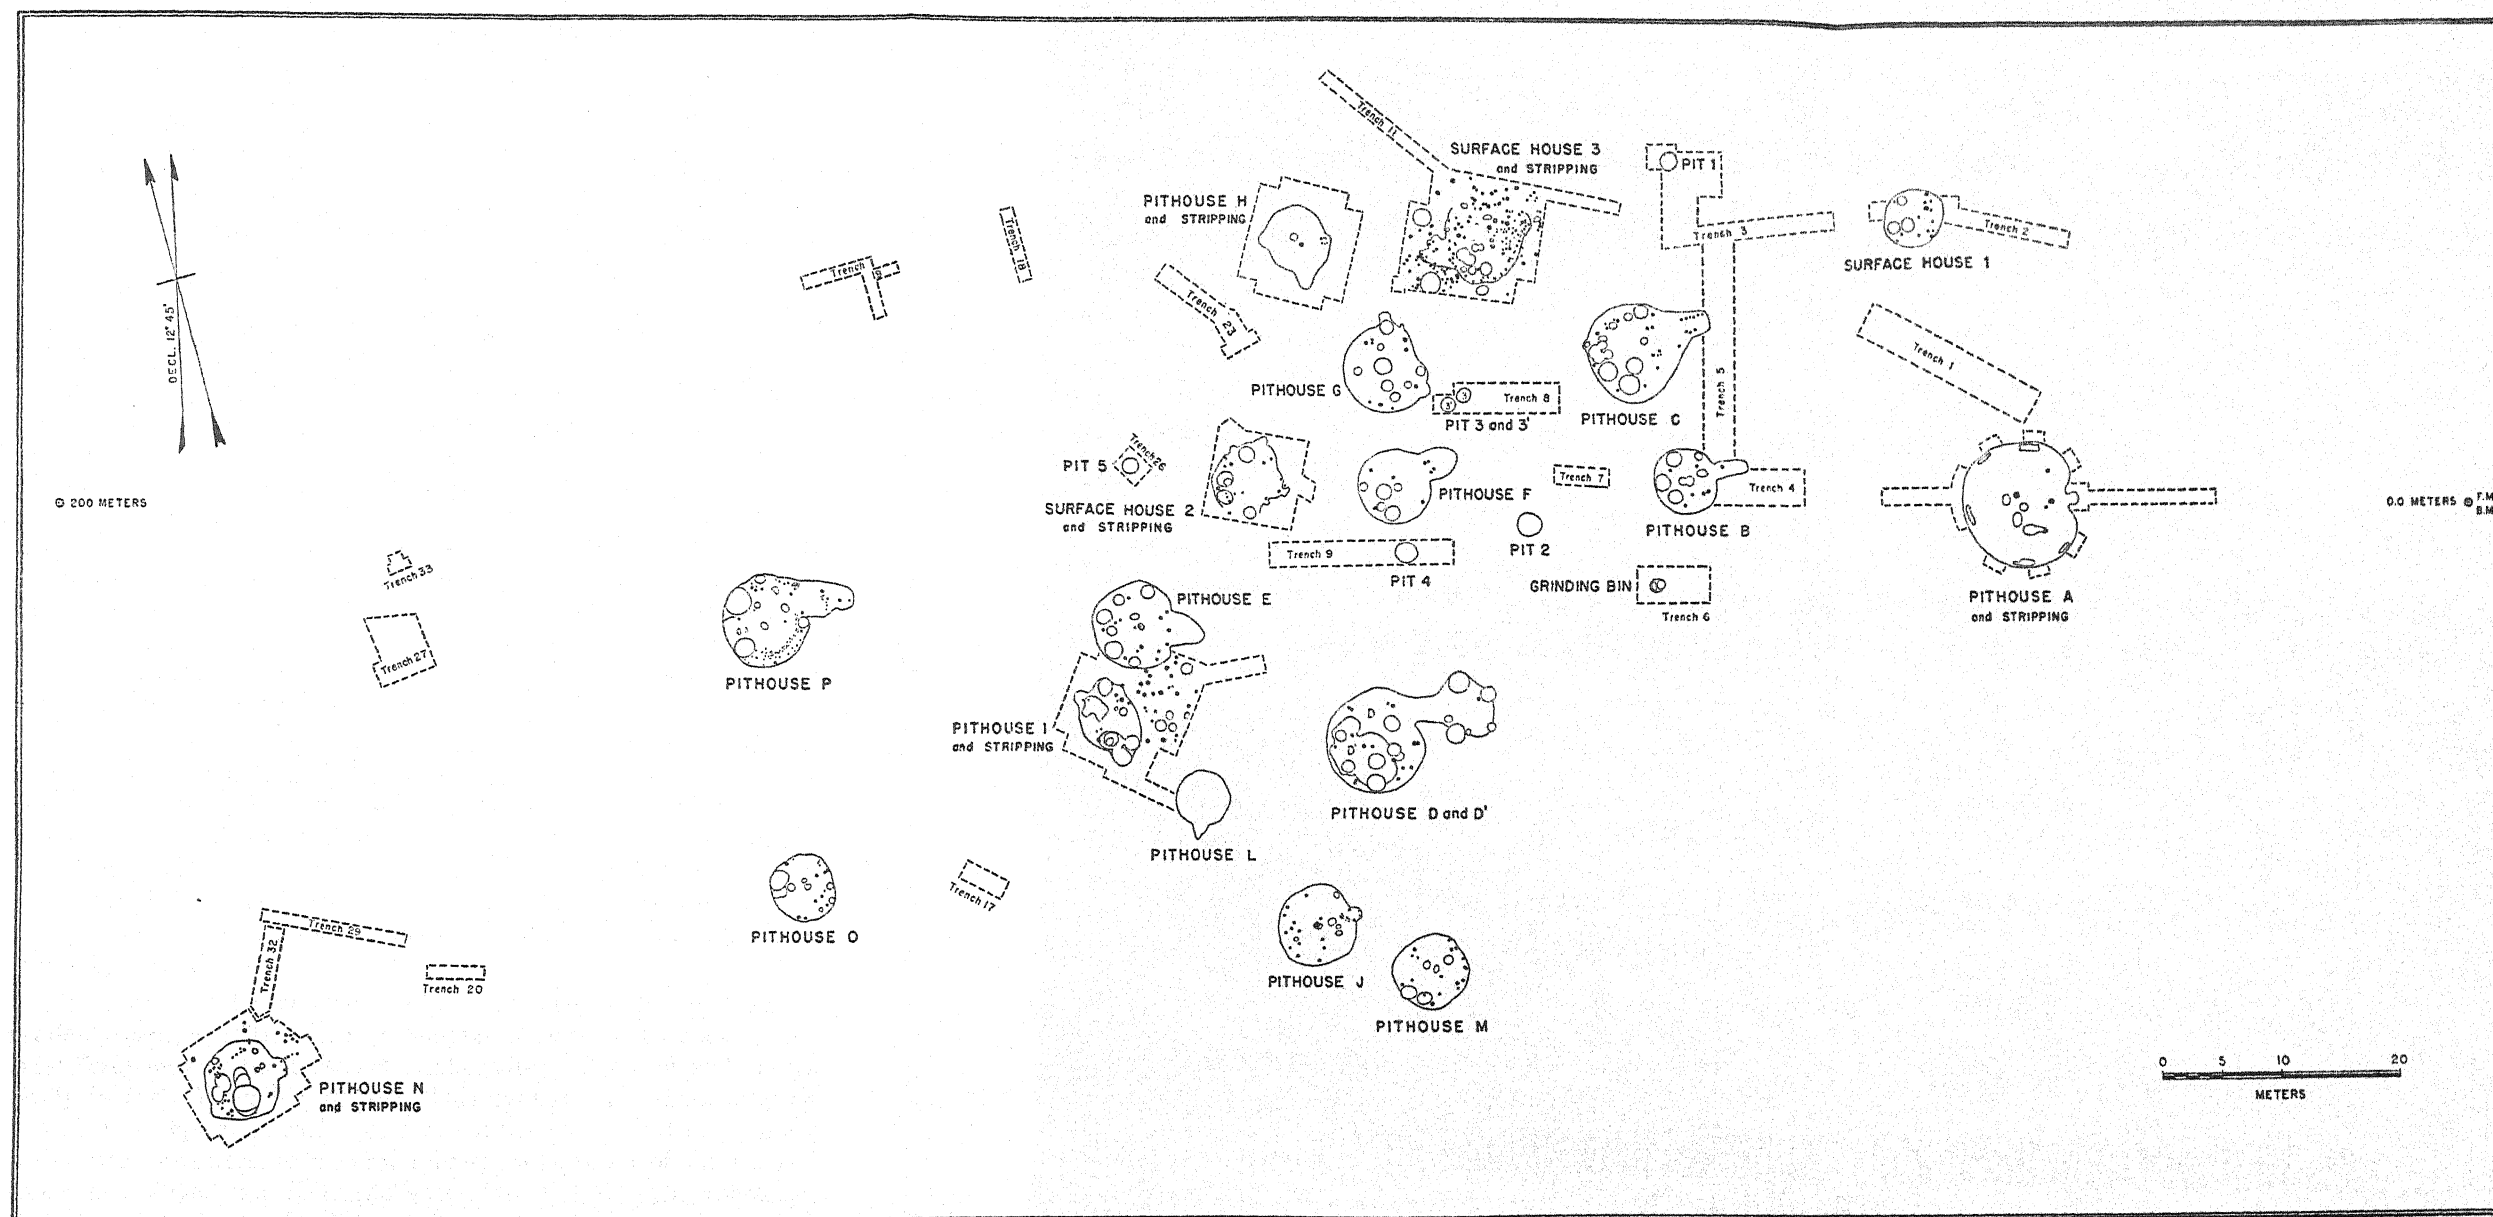 Trench 11
SURFACE HOUSE 3
and STRIPPING
PIT 1
PITHOUSE H
and STRIPPING
Trench 18
Trench 3
Trench 2
SURFACE HOUSE 1
Trench 19
Trench 23
DECL. 12° 45'
Trench 1
Trench 5
PITHOUSE G
3
3'
Trench 8
PIT 3 and 3'
PITHOUSE C
Trench 26
PIT 5
Trench 7
Trench 4
PITHOUSE F
200 METERS
0.0 METERS
F.M
B.M
SURFACE HOUSE 2
and STRIPPING
PITHOUSE B
PIT 2
Trench 9
PIT 4
GRINDING BIN
Trench 6
PITHOUSE A
and STRIPPING
Trench 33
PITHOUSE E
Trench 27
PITHOUSE P
PITHOUSE I
and STRIPPING
PITHOUSE D and D'
PITHOUSE L
Trench 17
PITHOUSE O
Trench 29
Trench 32
Trench 20
PITHOUSE J
PITHOUSE M
PITHOUSE N
and STRIPPING
0 5 10 20
METERS